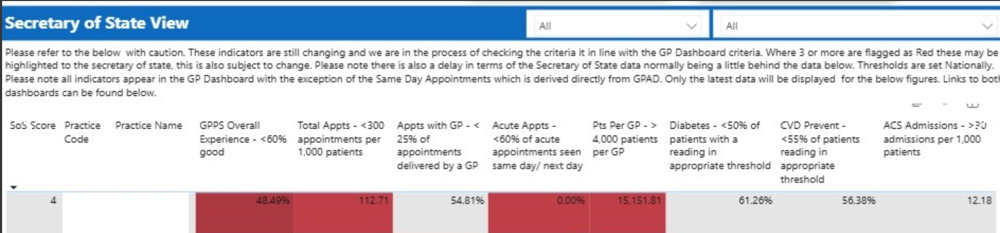 Secretary of State View
All
All
Please refer to the below with caution. These indicators are still changing and we are in the process of checking the criteria it in line with the GP Dashboard criteria. Where 3 or more are flagged as Red these may be
highlighted to the secretary of state, this is also subject to change. Please note there is also a delay in terms of the Secretary of State data normally being a little behind the data below. Thresholds are set Nationally.
Please note all indicators appear in the GP Dashboard with the exception of the Same Day Appointments which is derived directly from GPAD. Only the latest data will be displayed for the below figures. Links to both
dashboards can be found below.
SoS Score
Practice
Code
Practice Name
GPPS Overall
Experience - <60%
good
Total Appts - <300
appointments per
1,000 patients
Appts with GP - <
25% of
appointments
delivered by a GP
Acute Appts -
<60% of acute
appointments seen
same day/ next day
Pts Per GP - >
4,000 patients
per GP
Diabetes - <50% of
patients with a
reading in
appropriate threshold
CVD Prevent -
<55% of patients
reading in
appropriate
threshold
ACS Admissions - >30
admissions per 1,000
patients
4
48.49%
112.71
54.81%
0.00%
15,151.81
61.26%
56.38%
12.18